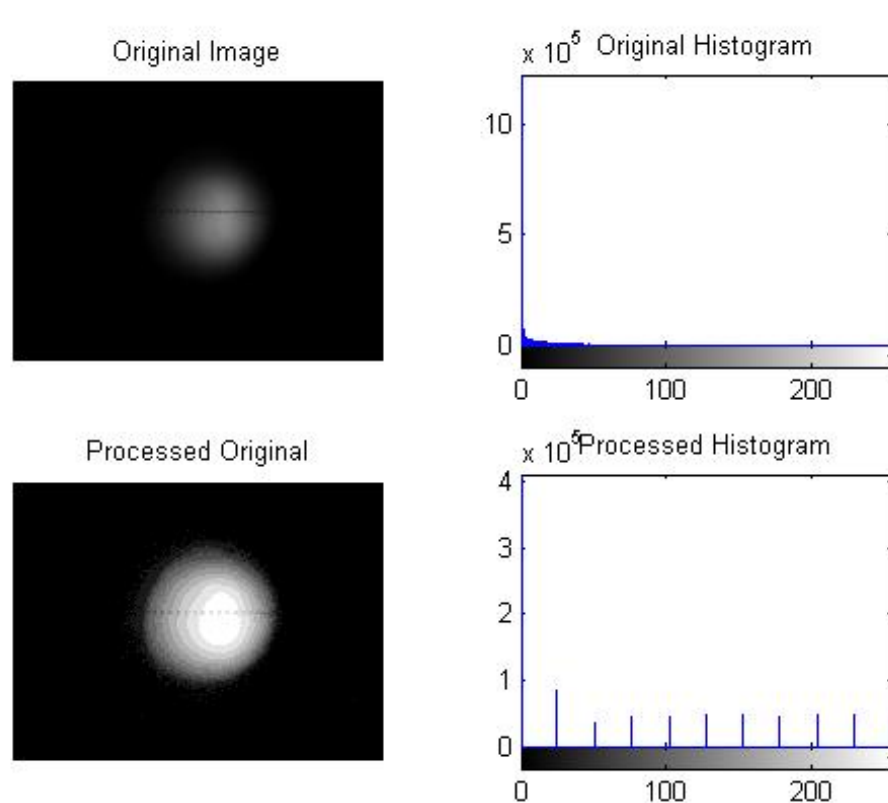 Original Image
x 10^5 Original Histogram
10
5
0
0 100 200
Processed Original
x 10^5 Processed Histogram
4
3
2
1
0
0 100 200